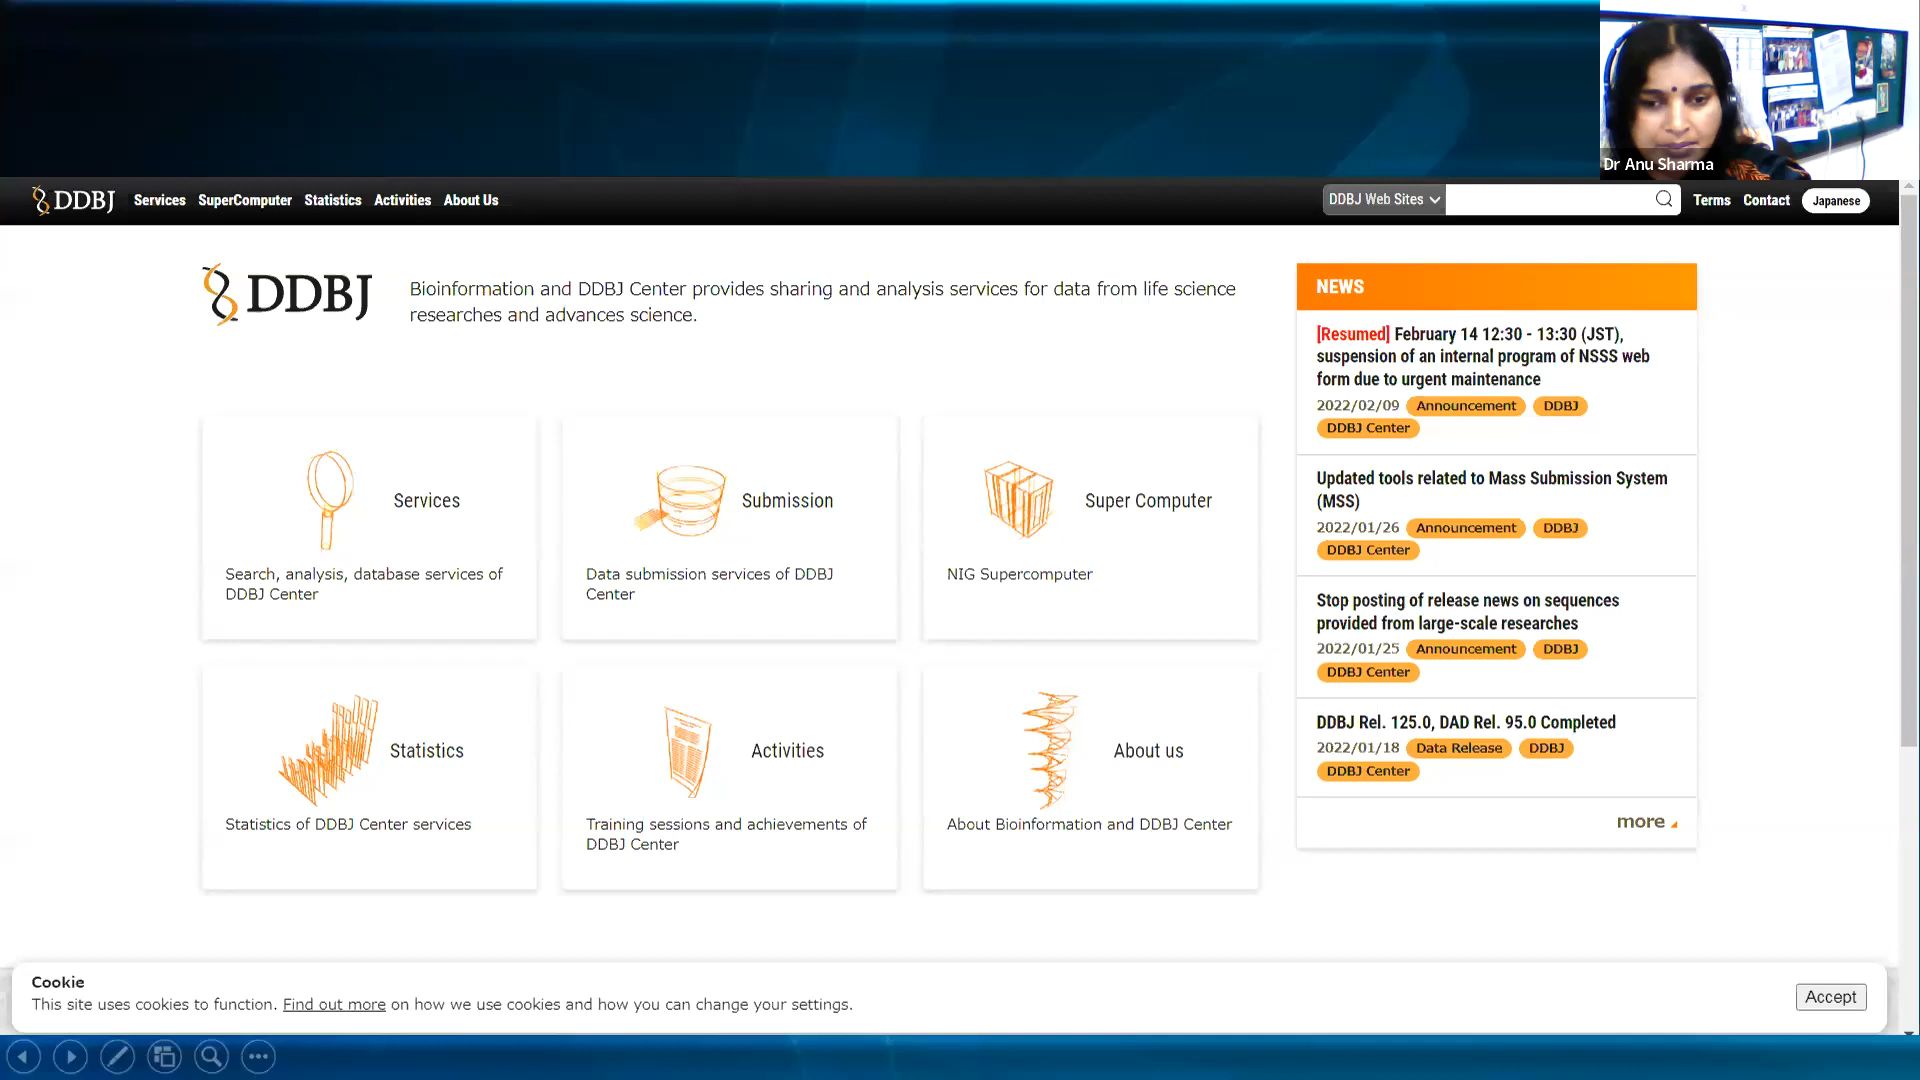 Dr Anu Sharma
DDBJ Services SuperComputer Statistics Activities About Us DDBJ Web Sites Terms Contact Japanese
DDBJ
Bioinformation and DDBJ Center provides sharing and analysis services for data from life science
researches and advances science.
Services
Search, analysis, database services of
DDBJ Center
Submission
Data submission services of DDBJ
Center
Super Computer
NIG Supercomputer
Statistics
Statistics of DDBJ Center services
Activities
Training sessions and achievements of
DDBJ Center
About us
About Bioinformation and DDBJ Center
NEWS
[Resumed] February 14 12:30 - 13:30 (JST),
suspension of an internal program of NSSS web
form due to urgent maintenance
2022/02/09 Announcement DDBJ
DDBJ Center
Updated tools related to Mass Submission System
(MSS)
2022/01/26 Announcement DDBJ
DDBJ Center
Stop posting of release news on sequences
provided from large-scale researches
2022/01/25 Announcement DDBJ
DDBJ Center
DDBJ Rel. 125.0, DAD Rel. 95.0 Completed
2022/01/18 Data Release DDBJ
DDBJ Center
more
Cookie
This site uses cookies to function. Find out more on how we use cookies and how you can change your settings.
Accept